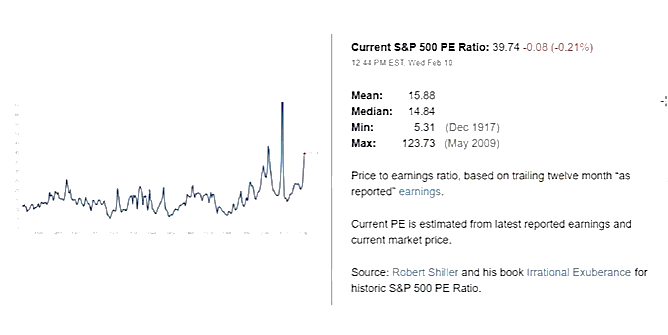 Current S&P 500 PE Ratio: 39.74 -0.08 (-0.21%)
12:44 PM EST, Wed Feb 10
Mean: 15.88
Median: 14.84
Min: 5.31 (Dec 1917)
Max: 123.73 (May 2009)
Price to earnings ratio, based on trailing twelve month “as
reported” earnings.
Current PE is estimated from latest reported earnings and
current market price.
Source: Robert Shiller and his book Irrational Exuberance for
historic S&P 500 PE Ratio.